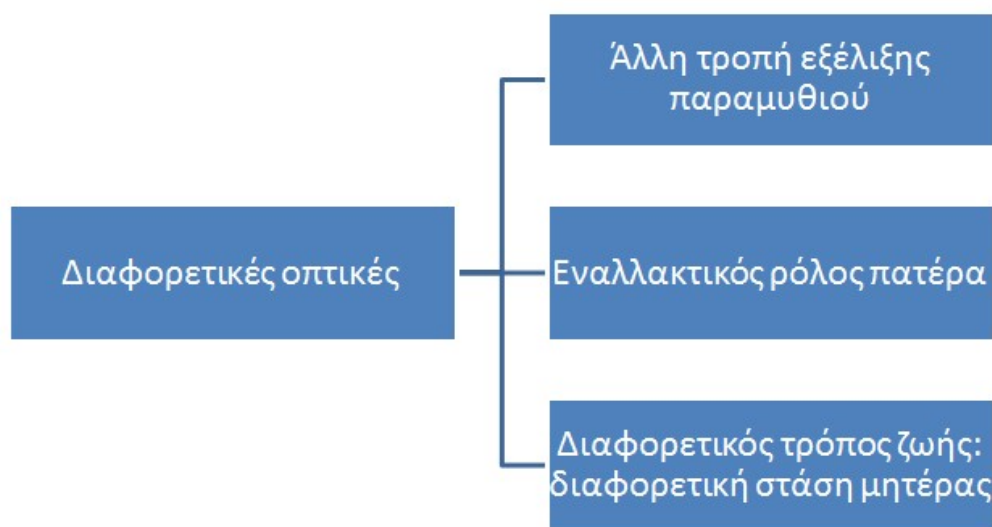 Άλλη τροπή εξέλιξης
παραμυθιού
Διαφορετικές οπτικές
Εναλλακτικός ρόλος πατέρα
Διαφορετικός τρόπος ζωής:
διαφορετική στάση μητέρας